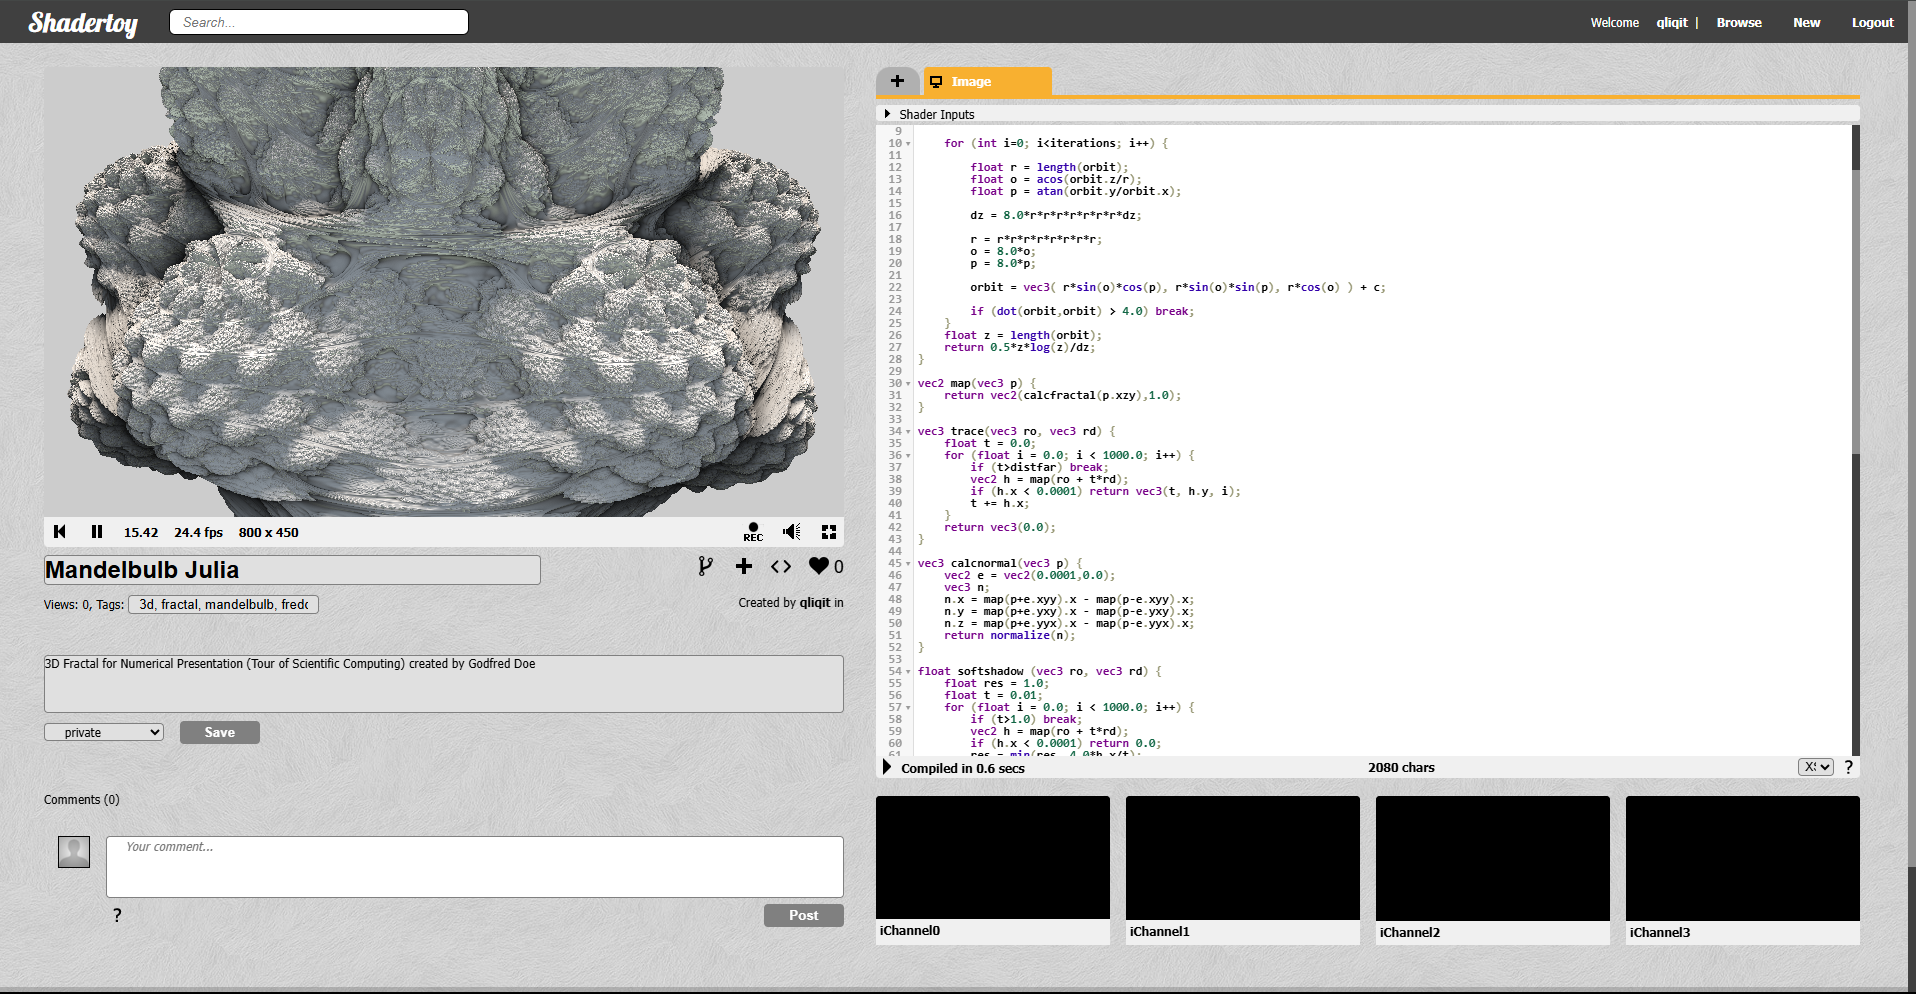 Shadertoy
Search...
Welcome qliqit | Browse New Logout
15.42 24.4 fps 800 x 450
REC
Mandelbulb Julia
0
Views: 0, Tags: 3d, fractal, mandelbulb, fredo
Created by qliqit in
3D Fractal for Numerical Presentation (Tour of Scientific Computing) created by Godfred Doe
private
Save
Comments (0)
Your comment...
?
Post
+ Image
Shader Inputs
9
10 for (int i=0; i<iterations; i++) {
11
12 float r = length(orbit);
13 float o = acos(orbit.z/r);
14 float p = atan(orbit.y/orbit.x);
15
16 dz = 8.0*r*r*r*r*r*r*r*dz;
17
18 r = r*r*r*r*r*r*r*r;
19 o = 8.0*o;
20 p = 8.0*p;
21
22 orbit = vec3( r*sin(o)*cos(p), r*sin(o)*sin(p), r*cos(o) ) + c;
23
24 if (dot(orbit,orbit) > 4.0) break;
25 }
26 float z = length(orbit);
27 return 0.5*z*log(z)/dz;
28 }
29
30 vec2 map(vec3 p) {
31 return vec2(calcfractal(p.xzy),1.0);
32 }
33
34 vec3 trace(vec3 ro, vec3 rd) {
35 float t = 0.0;
36 for (float i = 0.0; i < 1000.0; i++) {
37 if (t>distfar) break;
38 vec2 h = map(ro + t*rd);
39 if (h.x < 0.0001) return vec3(t, h.y, i);
40 t += h.x;
41 }
42 return vec3(0.0);
43 }
44
45 vec3 calcnormal(vec3 p) {
46 vec2 e = vec2(0.0001,0.0);
47 vec3 n;
48 n.x = map(p+e.xyy).x - map(p-e.xyy).x;
49 n.y = map(p+e.yxy).x - map(p-e.yxy).x;
50 n.z = map(p+e.yyx).x - map(p-e.yyx).x;
51 return normalize(n);
52 }
53
54 float softshadow (vec3 ro, vec3 rd) {
55 float res = 1.0;
56 float t = 0.01;
57 for (float i = 0.0; i < 1000.0; i++) {
58 if (t>1.0) break;
59 vec2 h = map(ro + t*rd);
60 if (h.x < 0.0001) return 0.0;
61 res = min(res, 4.0*h.x/t);
Compiled in 0.6 secs 2080 chars ?
iChannel0 iChannel1 iChannel2 iChannel3